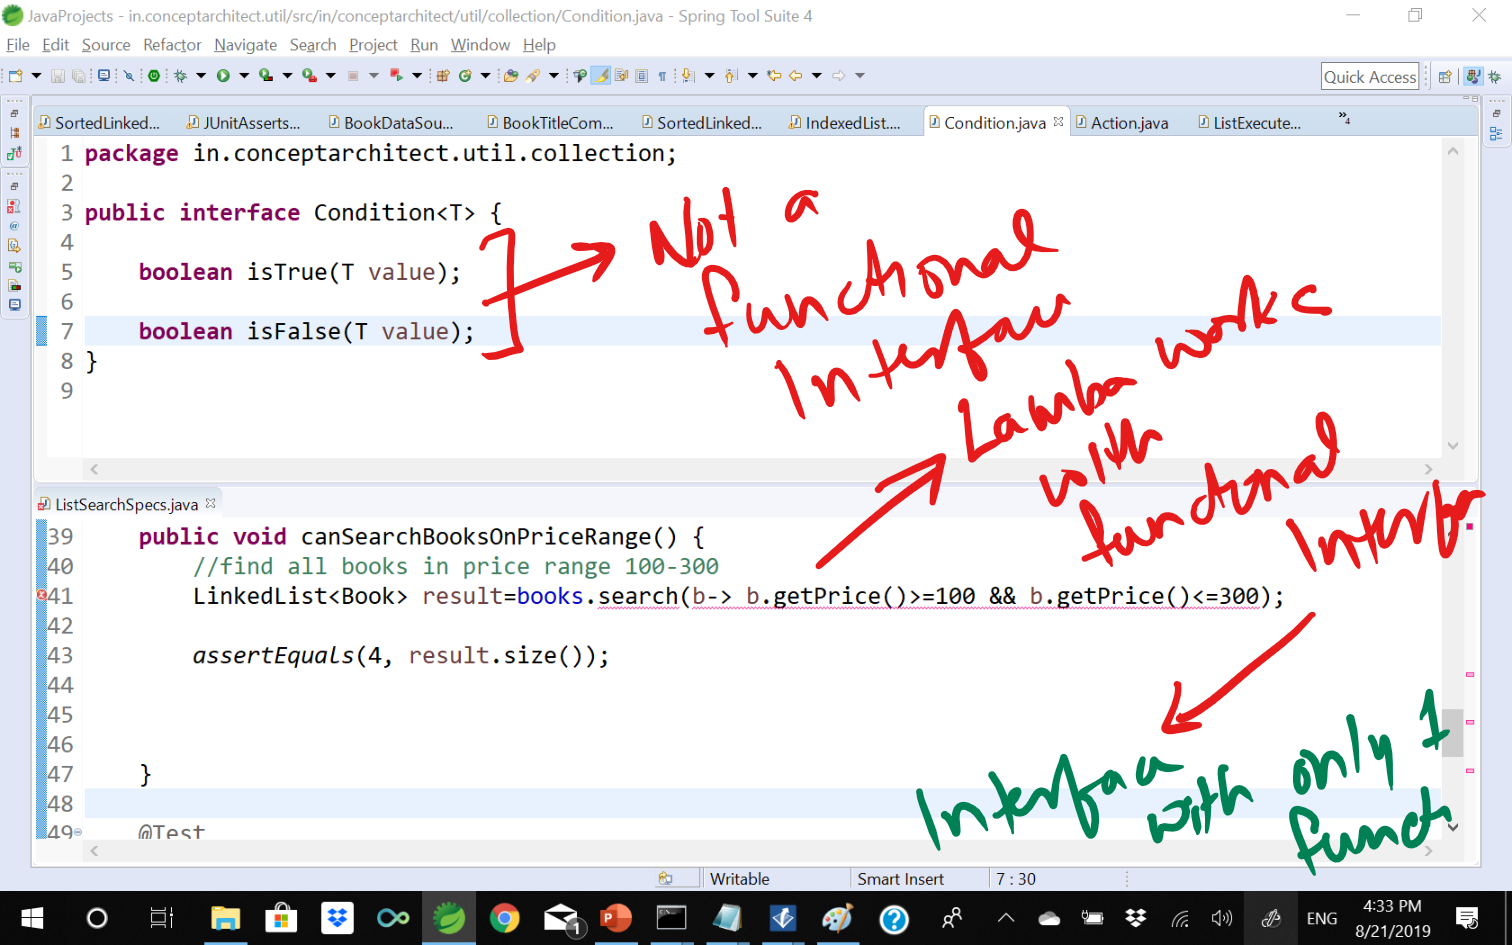 JavaProjects - in.conceptarchitect.util/src/in/conceptarchitect/util/collection/Condition.java - Spring Tool Suite 4
File Edit Source Refactor Navigate Search Project Run Window Help
Quick Access
SortedLinked... JUnitAsserts... BookDataSou... BookTitleCom... SortedLinked... IndexedList.... Condition.java Action.java ListExecute... »4
1 package in.conceptarchitect.util.collection;
2
3 public interface Condition<T> {
4
5 boolean isTrue(T value);
6
7 boolean isFalse(T value);
8 }
9
Not a
functional
Interface
Lambda works
with
functional
Interface
ListSearchSpecs.java
39 public void canSearchBooksOnPriceRange() {
40 //find all books in price range 100-300
41 LinkedList<Book> result=books.search(b-> b.getPrice()>=100 && b.getPrice()<=300);
42
43 assertEquals(4, result.size());
44
45
46
47 }
48
49 @Test
Interface with only 1
funct
Writable Smart Insert 7 : 30
1 ENG 4:33 PM
8/21/2019